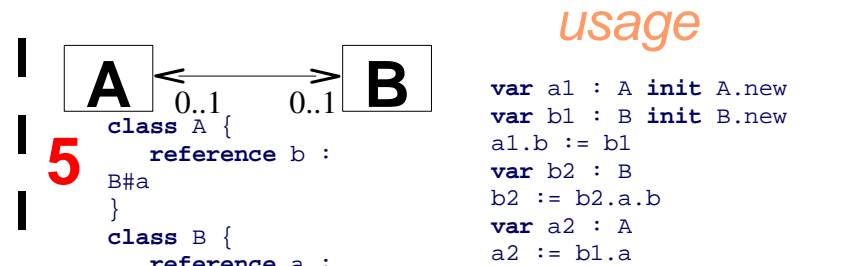 usage
A
B
0..1
0..1
5
class A {
reference b :
B#a
}
class B {
reference a :
var a1 : A init A.new
var b1 : B init B.new
a1.b := b1
var b2 : B
b2 := b2.a.b
var a2 : A
a2 := b1.a